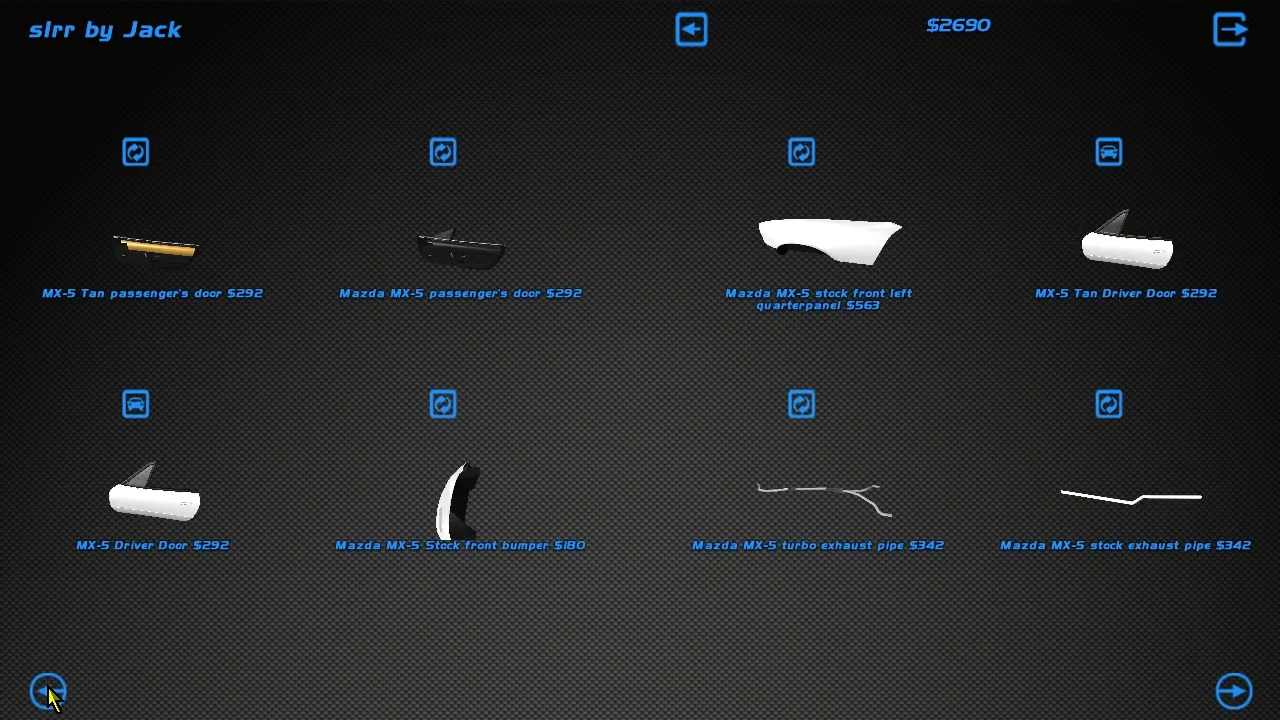 slrr by Jack
$2690
MX-5 Tan passenger's door $292
Mazda MX-5 passenger's door $292
Mazda MX-5 stock front left
quarterpanel $563
MX-5 Tan Driver Door $292
MX-5 Driver Door $292
Mazda MX-5 Stock front bumper $180
Mazda MX-5 turbo exhaust pipe $342
Mazda MX-5 stock exhaust pipe $342